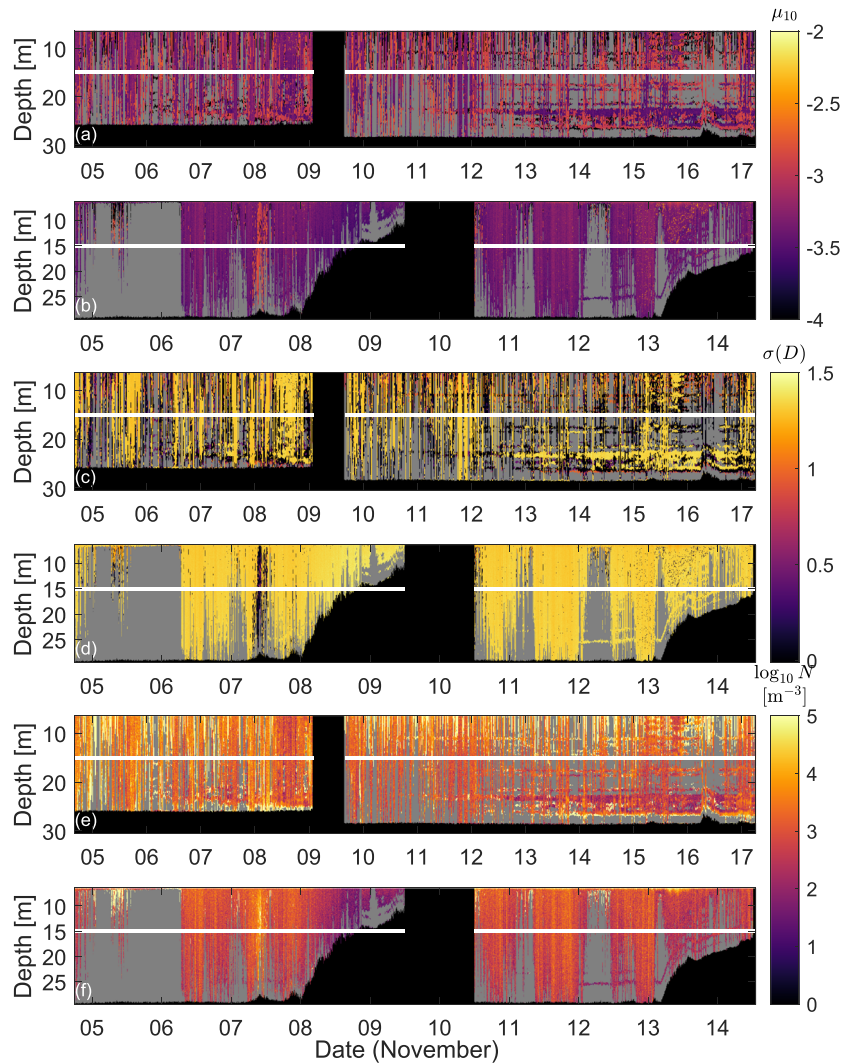 μ₁₀
-2
-2.5
-3
-3.5
-4
Depth [m]
10
20
30
(a)
05 06 07 08 09 10 11 12 13 14 15 16 17
Depth [m]
10
15
20
25
(b)
05 06 07 08 09 10 11 12 13 14
σ(D)
1.5
1
0.5
0
Depth [m]
10
20
30
(c)
05 06 07 08 09 10 11 12 13 14 15 16 17
Depth [m]
10
15
20
25
(d)
05 06 07 08 09 10 11 12 13 14
log₁₀ N
[m⁻³]
5
4
3
2
1
0
Depth [m]
10
20
30
(e)
05 06 07 08 09 10 11 12 13 14 15 16 17
Depth [m]
10
15
20
25
(f)
05 06 07 08 09 10 11 12 13 14
Date (November)